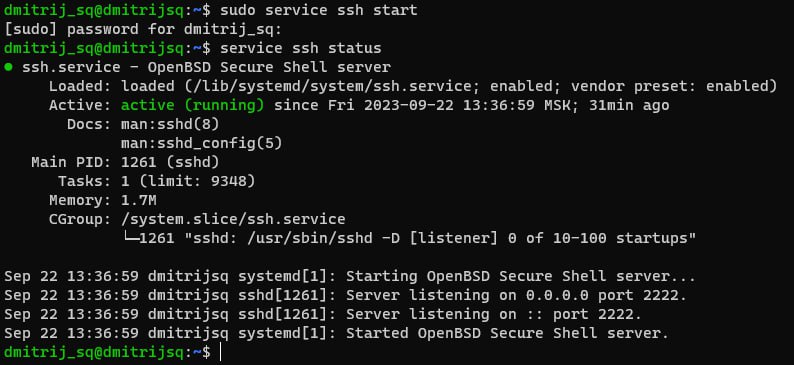 dmitrij_sq@dmitrijsq:~$ sudo service ssh start
[sudo] password for dmitrij_sq:
dmitrij_sq@dmitrijsq:~$ service ssh status
● ssh.service - OpenBSD Secure Shell server
     Loaded: loaded (/lib/systemd/system/ssh.service; enabled; vendor preset: enabled)
     Active: active (running) since Fri 2023-09-22 13:36:59 MSK; 31min ago
       Docs: man:sshd(8)
             man:sshd_config(5)
   Main PID: 1261 (sshd)
      Tasks: 1 (limit: 9348)
     Memory: 1.7M
     CGroup: /system.slice/ssh.service
             └─1261 "sshd: /usr/sbin/sshd -D [listener] 0 of 10-100 startups"

Sep 22 13:36:59 dmitrijsq systemd[1]: Starting OpenBSD Secure Shell server...
Sep 22 13:36:59 dmitrijsq sshd[1261]: Server listening on 0.0.0.0 port 2222.
Sep 22 13:36:59 dmitrijsq sshd[1261]: Server listening on :: port 2222.
Sep 22 13:36:59 dmitrijsq systemd[1]: Started OpenBSD Secure Shell server.
dmitrij_sq@dmitrijsq:~$